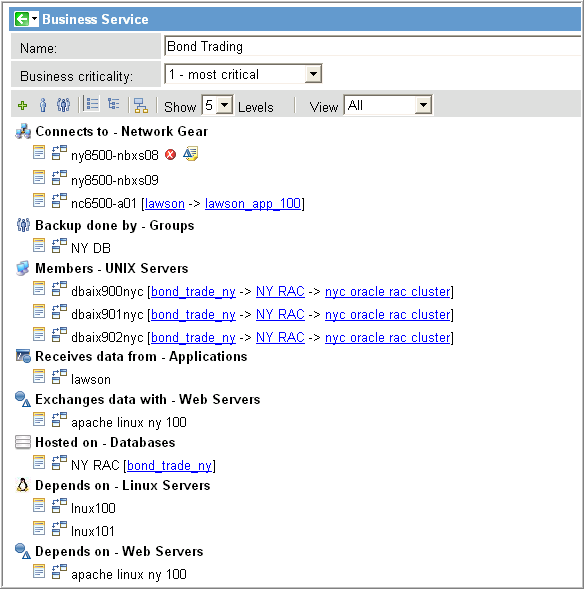 Business Service
Name: Bond Trading
Business criticality: 1 - most critical
Show 5 Levels View All
Connects to - Network Gear
ny8500-nbxs08
ny8500-nbxs09
nc6500-a01 [lawson -> lawson_app_100]
Backup done by - Groups
NY DB
Members - UNIX Servers
dbaix900nyc [bond_trade_ny -> NY RAC -> nyc oracle rac cluster]
dbaix901nyc [bond_trade_ny -> NY RAC -> nyc oracle rac cluster]
dbaix902nyc [bond_trade_ny -> NY RAC -> nyc oracle rac cluster]
Receives data from - Applications
lawson
Exchanges data with - Web Servers
apache linux ny 100
Hosted on - Databases
NY RAC [bond_trade_ny]
Depends on - Linux Servers
lnux100
lnux101
Depends on - Web Servers
apache linux ny 100